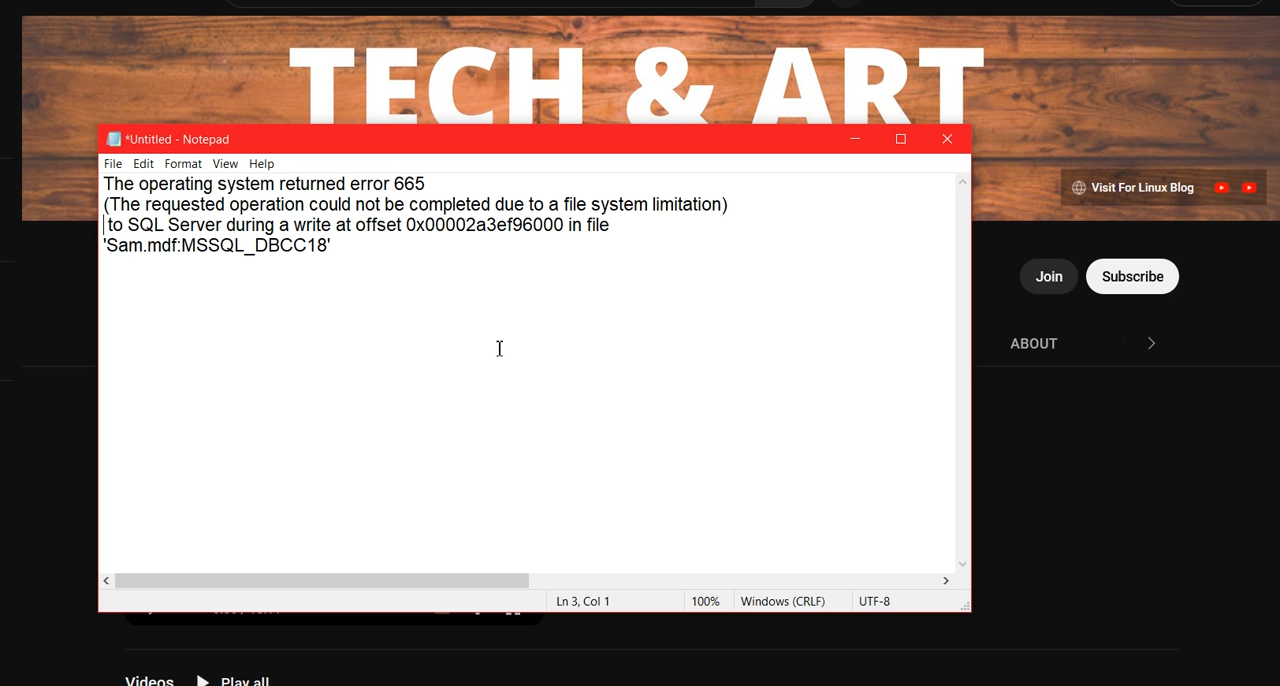 TECH & ART
*Untitled - Notepad
File Edit Format View Help
The operating system returned error 665
(The requested operation could not be completed due to a file system limitation)
to SQL Server during a write at offset 0x00002a3ef96000 in file
'Sam.mdf:MSSQL_DBCC18'
Visit For Linux Blog
Join Subscribe
ABOUT
Ln 3, Col 1 100% Windows (CRLF) UTF-8
Videos Play all